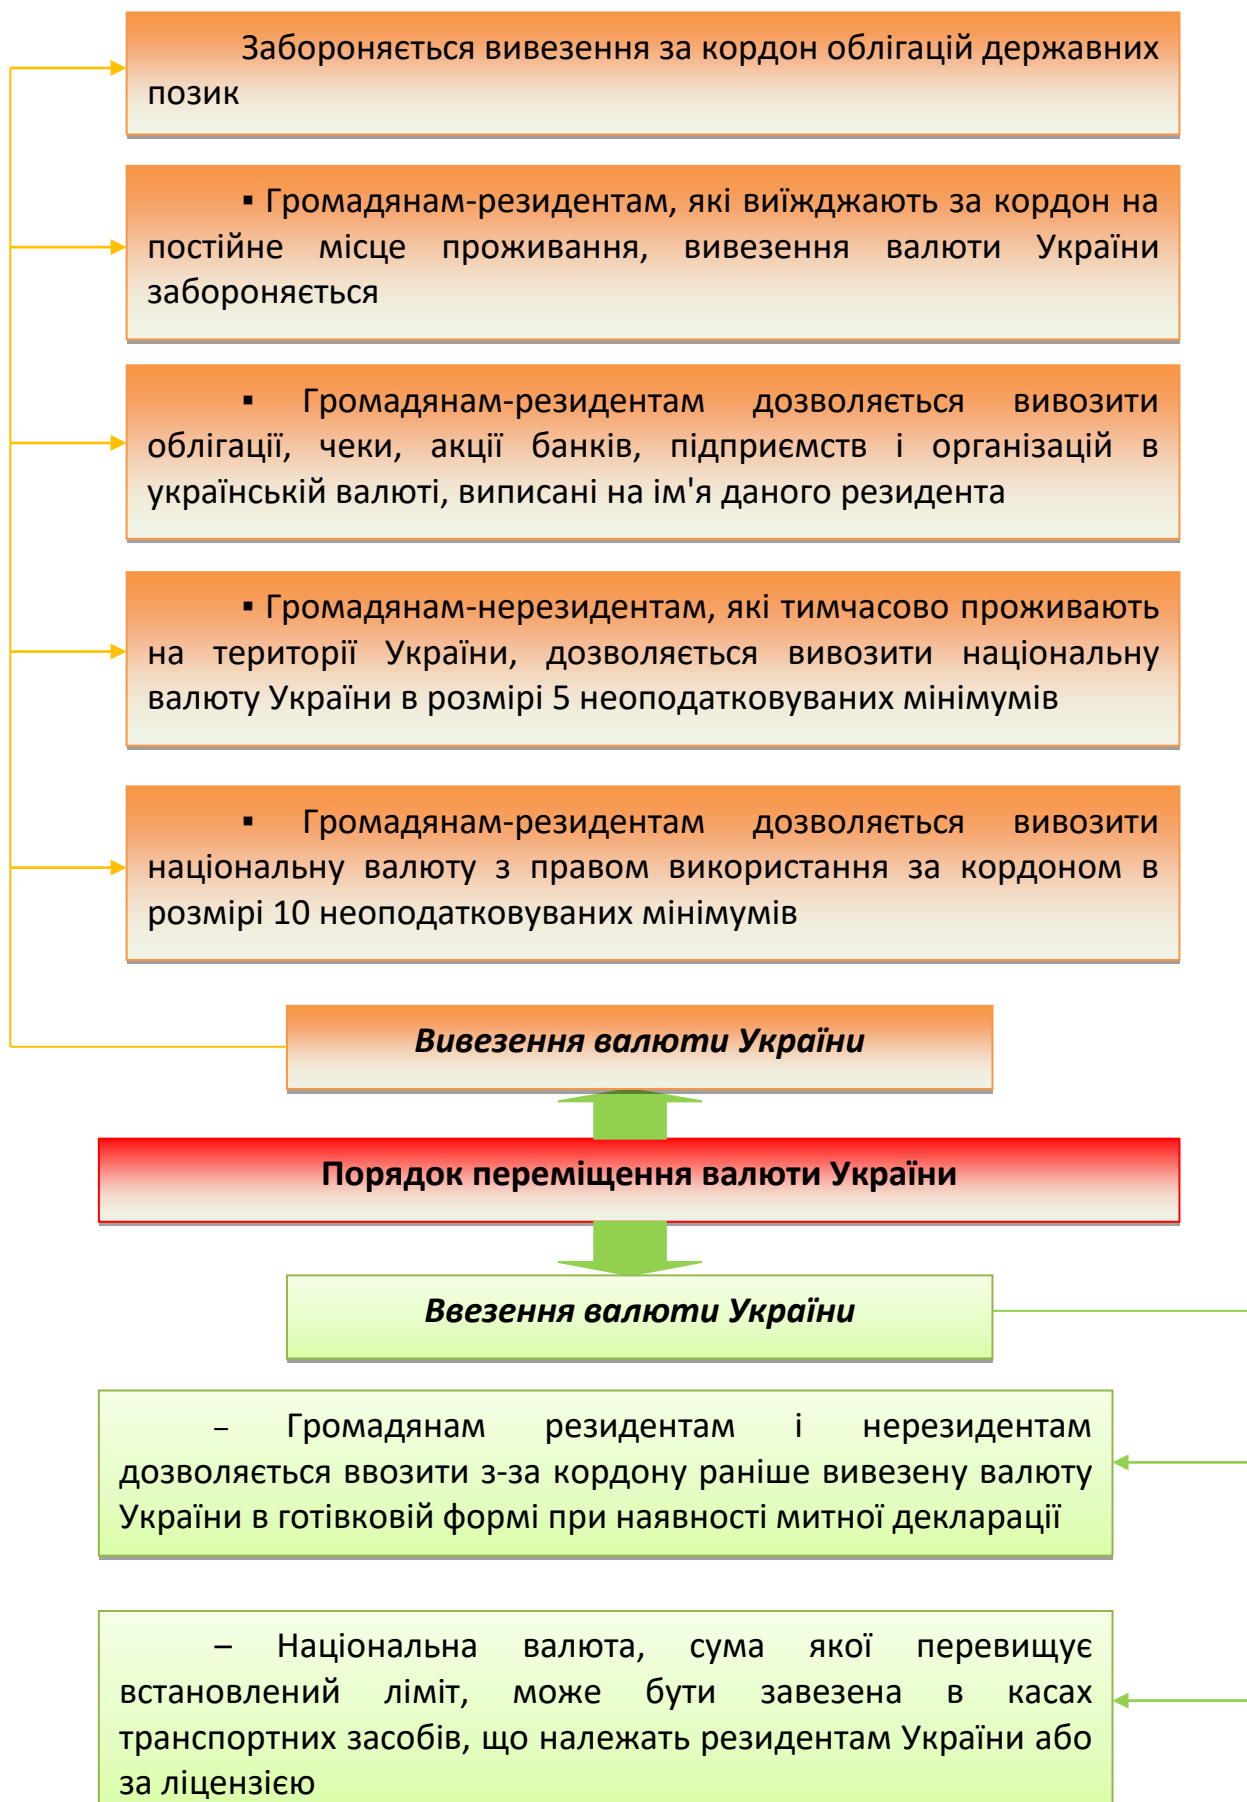 Забороняється вивезення за кордон облігацій державних
позик
▪ Громадянам-резидентам, які виїжджають за кордон на
постійне місце проживання, вивезення валюти України
забороняється
▪ Громадянам-резидентам дозволяється вивозити
облігації, чеки, акції банків, підприємств і організацій в
українській валюті, виписані на ім'я даного резидента
▪ Громадянам-нерезидентам, які тимчасово проживають
на території України, дозволяється вивозити національну
валюту України в розмірі 5 неоподатковуваних мінімумів
▪ Громадянам-резидентам дозволяється вивозити
національну валюту з правом використання за кордоном в
розмірі 10 неоподатковуваних мінімумів
Вивезення валюти України
Порядок переміщення валюти України
Ввезення валюти України
– Громадянам резидентам і нерезидентам
дозволяється ввозити з-за кордону раніше вивезену валюту
України в готівковій формі при наявності митної декларації
– Національна валюта, сума якої перевищує
встановлений ліміт, може бути завезена в касах
транспортних засобів, що належать резидентам України або
за ліцензією